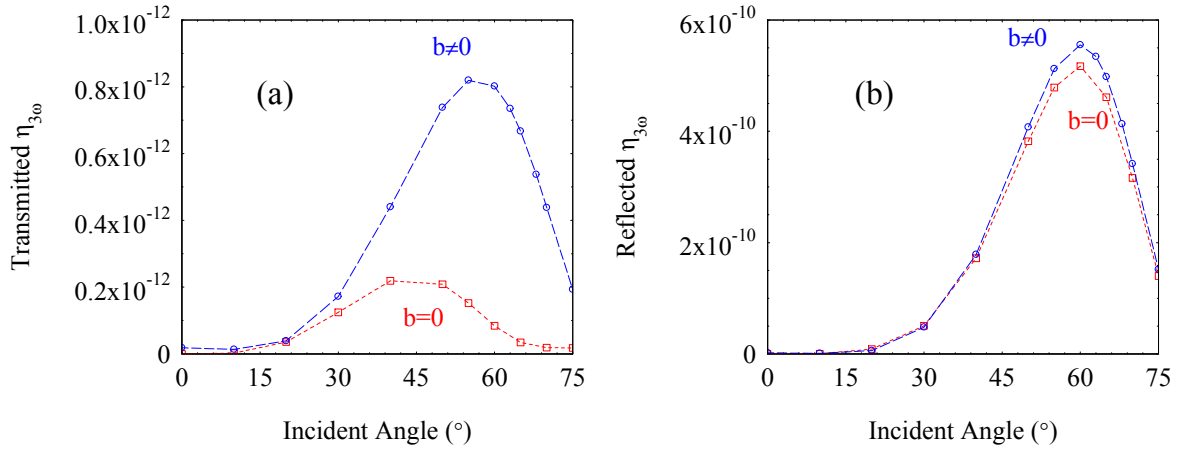 Transmitted η3ω
1.0x10-12
0.8x10-12
0.6x10-12
0.4x10-12
0.2x10-12
0
(a)
b≠0
b=0
0 15 30 45 60 75
Incident Angle (°)
Reflected η3ω
6x10-10
4x10-10
2x10-10
0
(b)
b≠0
b=0
0 15 30 45 60 75
Incident Angle (°)